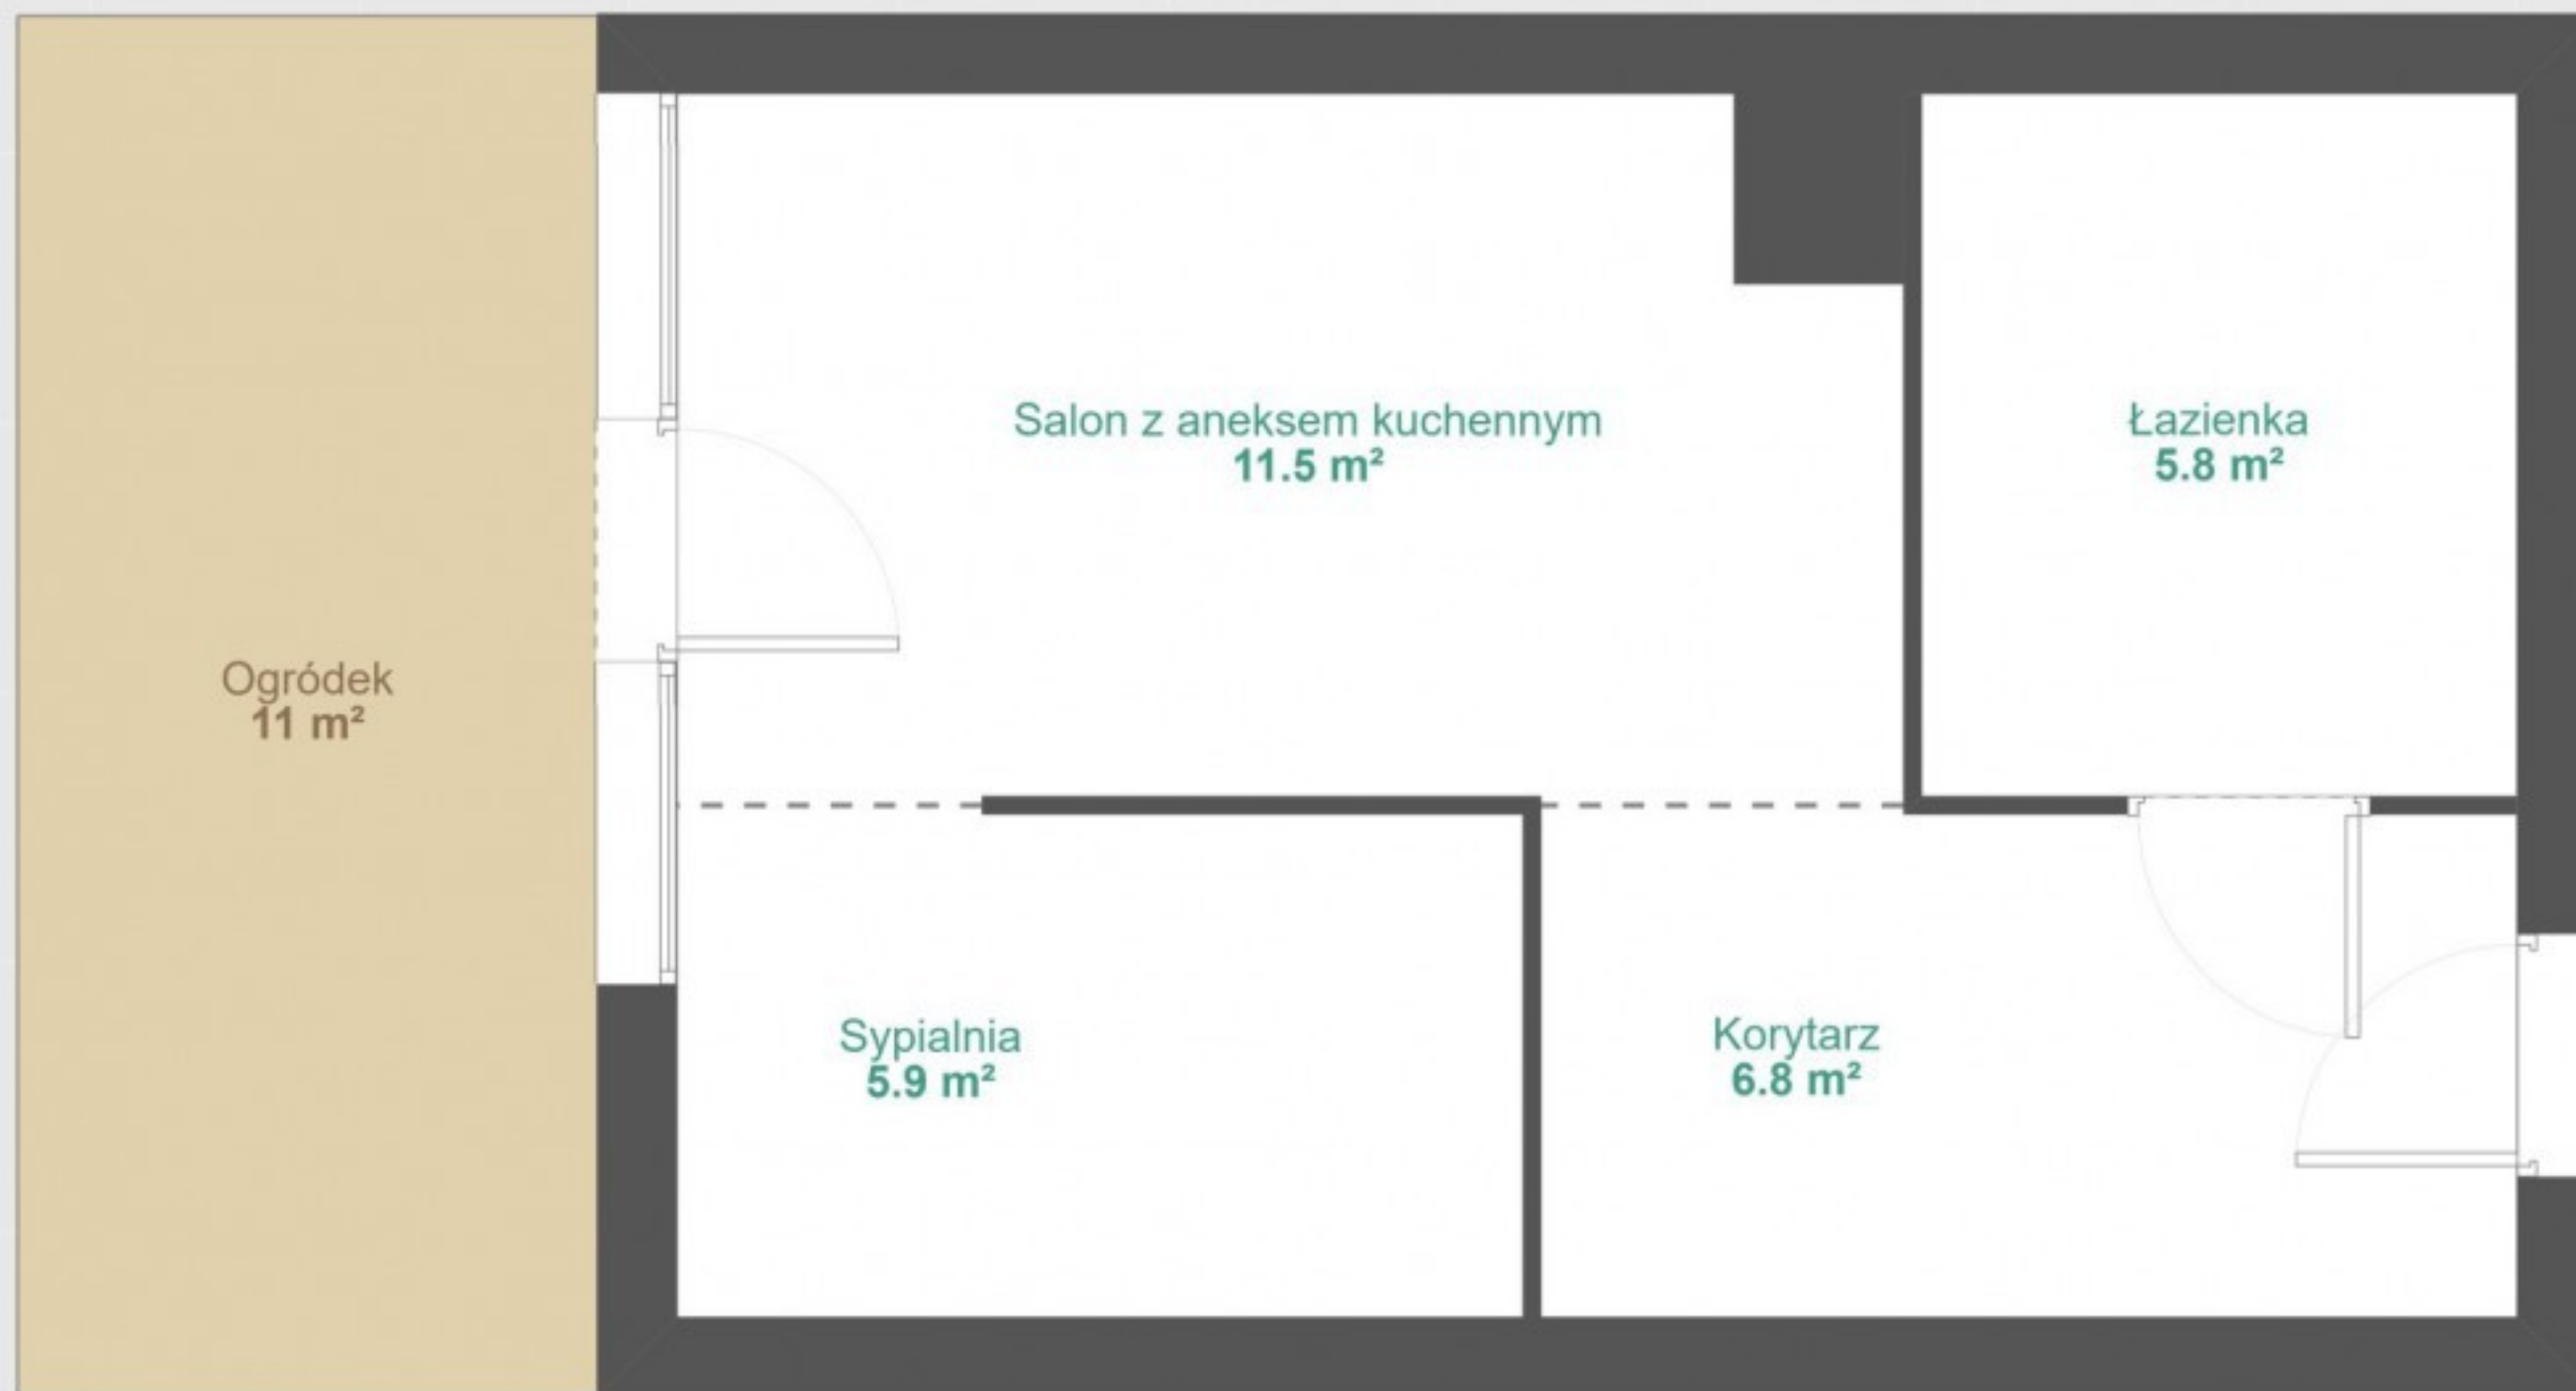 Salon z aneksem kuchennym
11.5 m²
Łazienka
5.8 m²
Ogródek
11 m²
Sypialnia
5.9 m²
Korytarz
6.8 m²